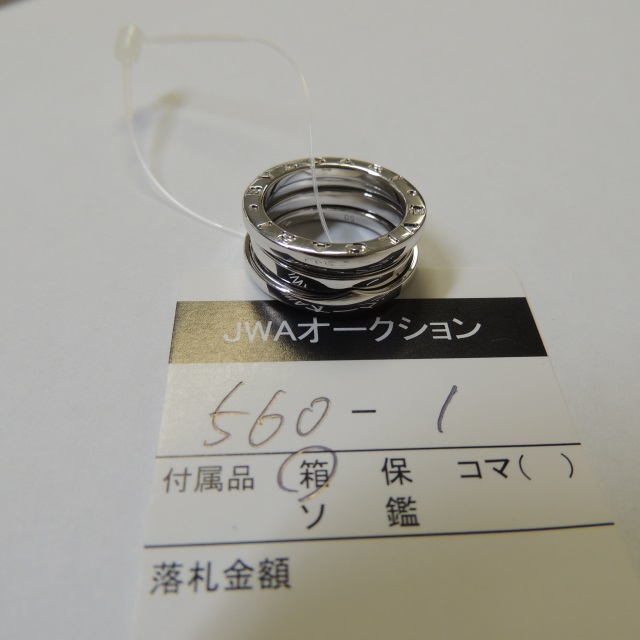 JWAオークション
560-1
付属品 箱 保 コマ( )
ソ 鑑
落札金額